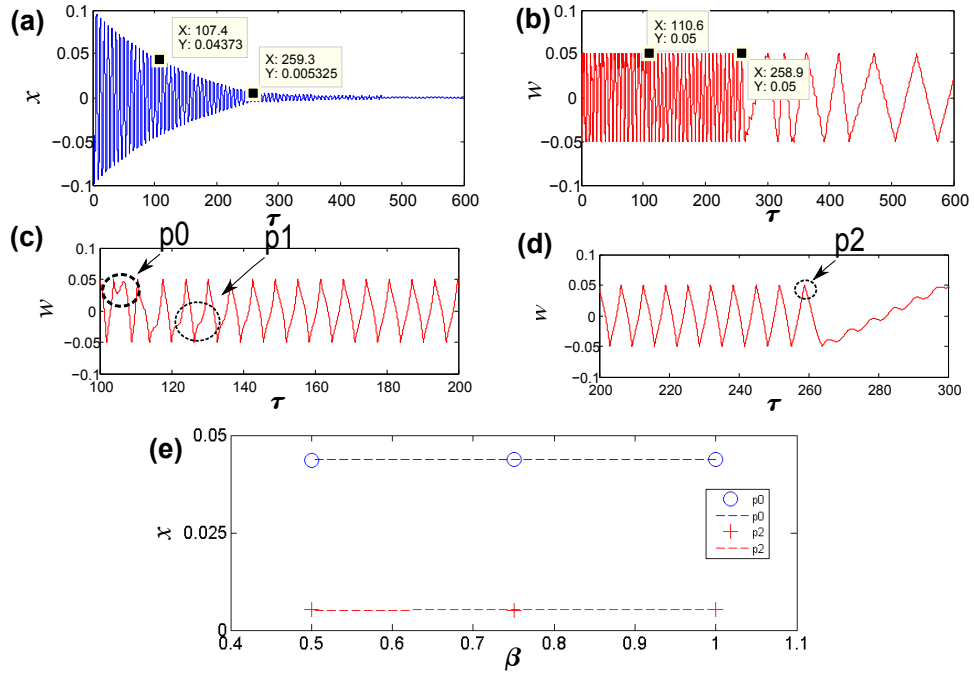 (a)
X: 107.4
Y: 0.04373
X: 259.3
Y: 0.005325
0.1
0.05
0
−0.05
−0.1
x
0 100 200 300 400 500 600
τ
(b)
X: 110.6
Y: 0.05
X: 258.9
Y: 0.05
0.1
0.05
0
−0.05
−0.1
w
0 100 200 300 400 500 600
τ
(c)
p0
p1
0.1
0.05
0
−0.05
−0.1
w
100 120 140 160 180 200
τ
(d)
p2
0.1
0.05
0
−0.05
−0.1
w
200 220 240 260 280 300
τ
(e)
0.05
0.025
0
x
0.4 0.5 0.6 0.7 0.8 0.9 1 1.1
β
p0
p0
p2
p2